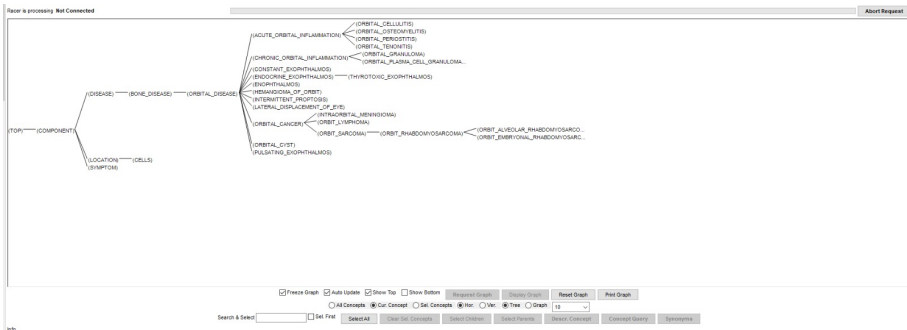 Racer is processing Not Connected
Abort Request
(ORBITAL_CELLULITIS)
(ORBITAL_OSTEOMYELITIS)
(ACUTE_ORBITAL_INFLAMMATION)
(ORBITAL_PERIOSTITIS)
(ORBITAL_TENONITIS)
(ORBITAL_GRANULOMA)
(CHRONIC_ORBITAL_INFLAMMATION)
(ORBITAL_PLASMA_CELL_GRANULOMA...
(CONSTANT_EXOPHTHALMOS)
(ENDOCRINE_EXOPHTHALMOS) (THYROTOXIC_EXOPHTHALMOS)
(ENOPHTHALMOS)
(DISEASE) (BONE_DISEASE) (ORBITAL_DISEASE) (HEMANGIOMA_OF_ORBIT)
(INTERMITTENT_PROPTOSIS)
(LATERAL_DISPLACEMENT_OF_EYE)
(INTRAORBITAL_MENINGIOMA)
(ORBITAL_CANCER) (ORBIT_LYMPHOMA)
(ORBIT_ALVEOLAR_RHABDOMYOSARCO...
(TOP) (COMPONENT) (ORBIT_SARCOMA) (ORBIT_RHABDOMYOSARCOMA)
(ORBIT_EMBRYONAL_RHABDOMYOSARC...
(ORBITAL_CYST)
(PULSATING_EXOPHTHALMOS)
(LOCATION) (CELLS)
(SYMPTOM)
Freeze Graph Auto Update Show Top Show Bottom Request Graph Display Graph Reset Graph Print Graph
All Concepts Cur. Concept Sel. Concepts Hor. Ver. Tree Graph 10
Search & Select Sel. First Select All Clear Sel. Concepts Select Children Select Parents Descr. Concept Concept Query Synonyms
Info